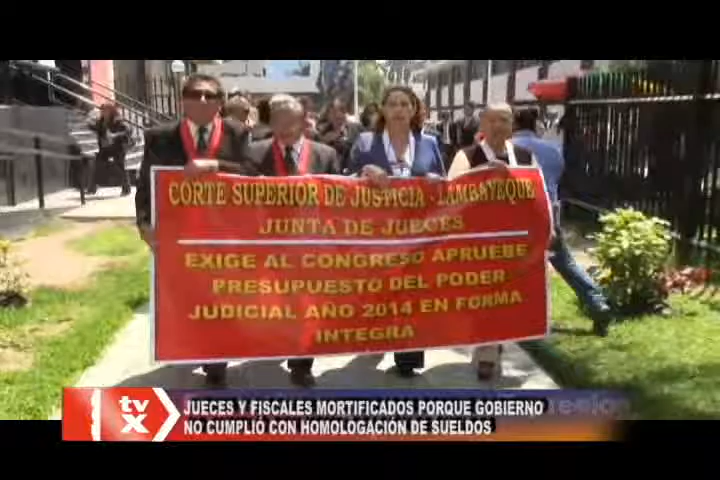 CORTE SUPERIOR DE JUSTICIA - LAMBAYEQUE
JUNTA DE JUECES
EXIGE AL CONGRESO APRUEBE
PRESUPUESTO DEL PODER
JUDICIAL AÑO 2014 EN FORMA
INTEGRA
tv
x
JUECES Y FISCALES MORTIFICADOS PORQUE GOBIERNO
NO CUMPLIÓ CON HOMOLOGACIÓN DE SUELDOS